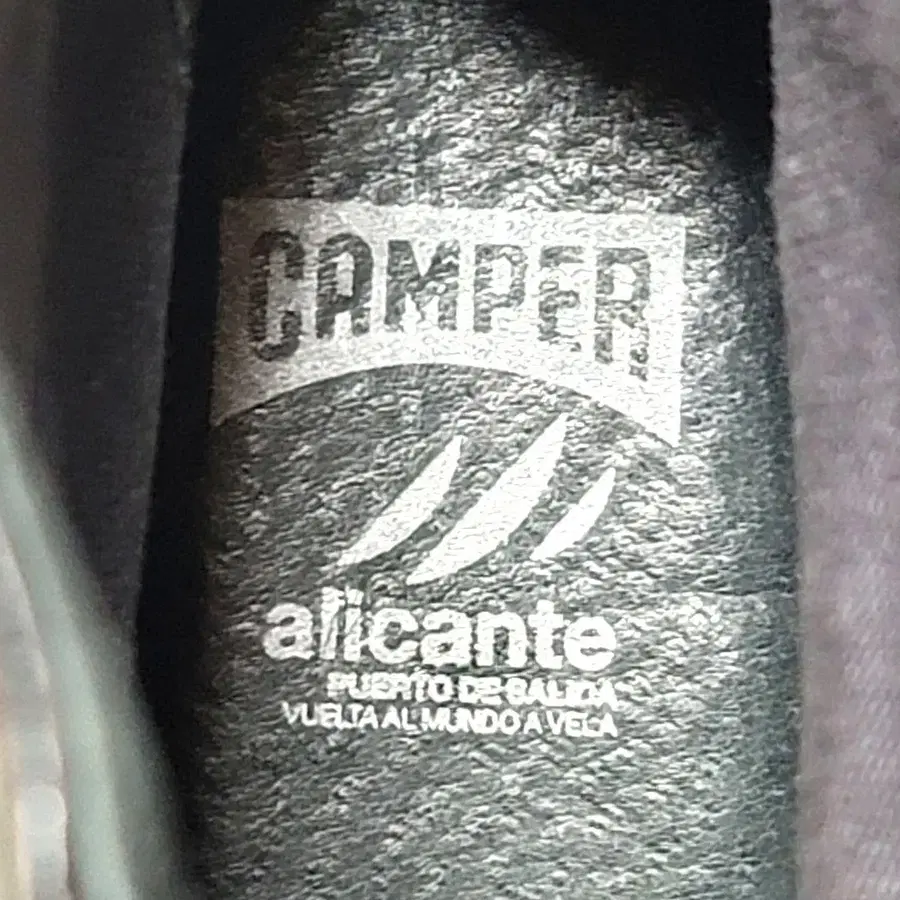 CAMPER
alicante
PUERTO DE SALIDA
VUELTA AL MUNDO A VELA